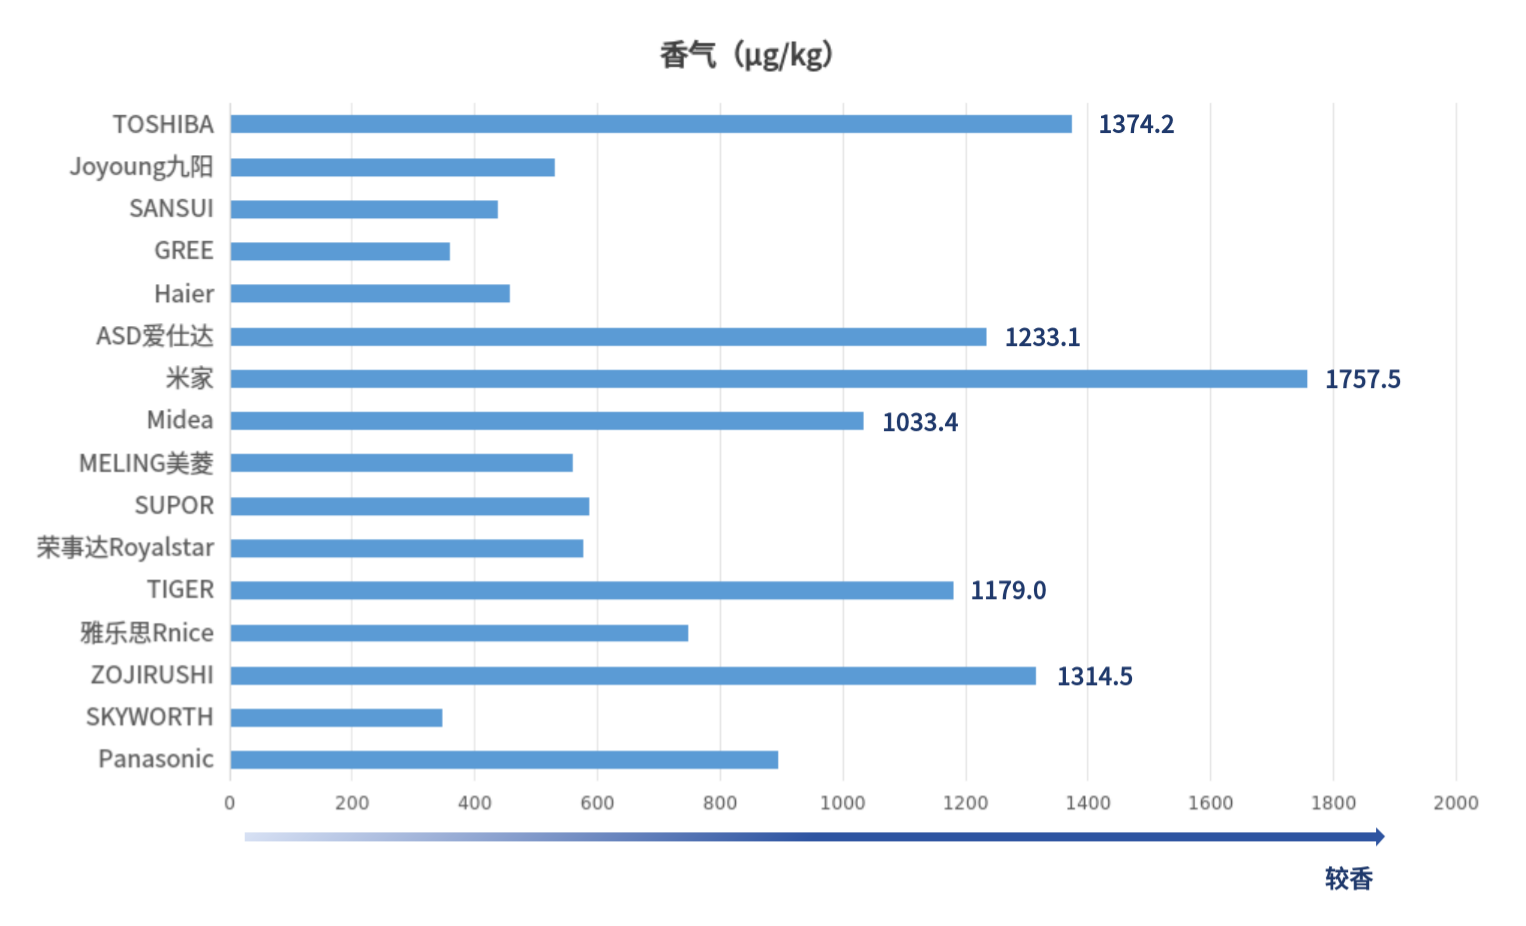 香气（μg/kg）
TOSHIBA 1374.2
Joyoung九阳
SANSUI
GREE
Haier
ASD爱仕达 1233.1
米家 1757.5
Midea 1033.4
MELING美菱
SUPOR
荣事达Royalstar
TIGER 1179.0
雅乐思Rnice
ZOJIRUSHI 1314.5
SKYWORTH
Panasonic
0 200 400 600 800 1000 1200 1400 1600 1800 2000
较香